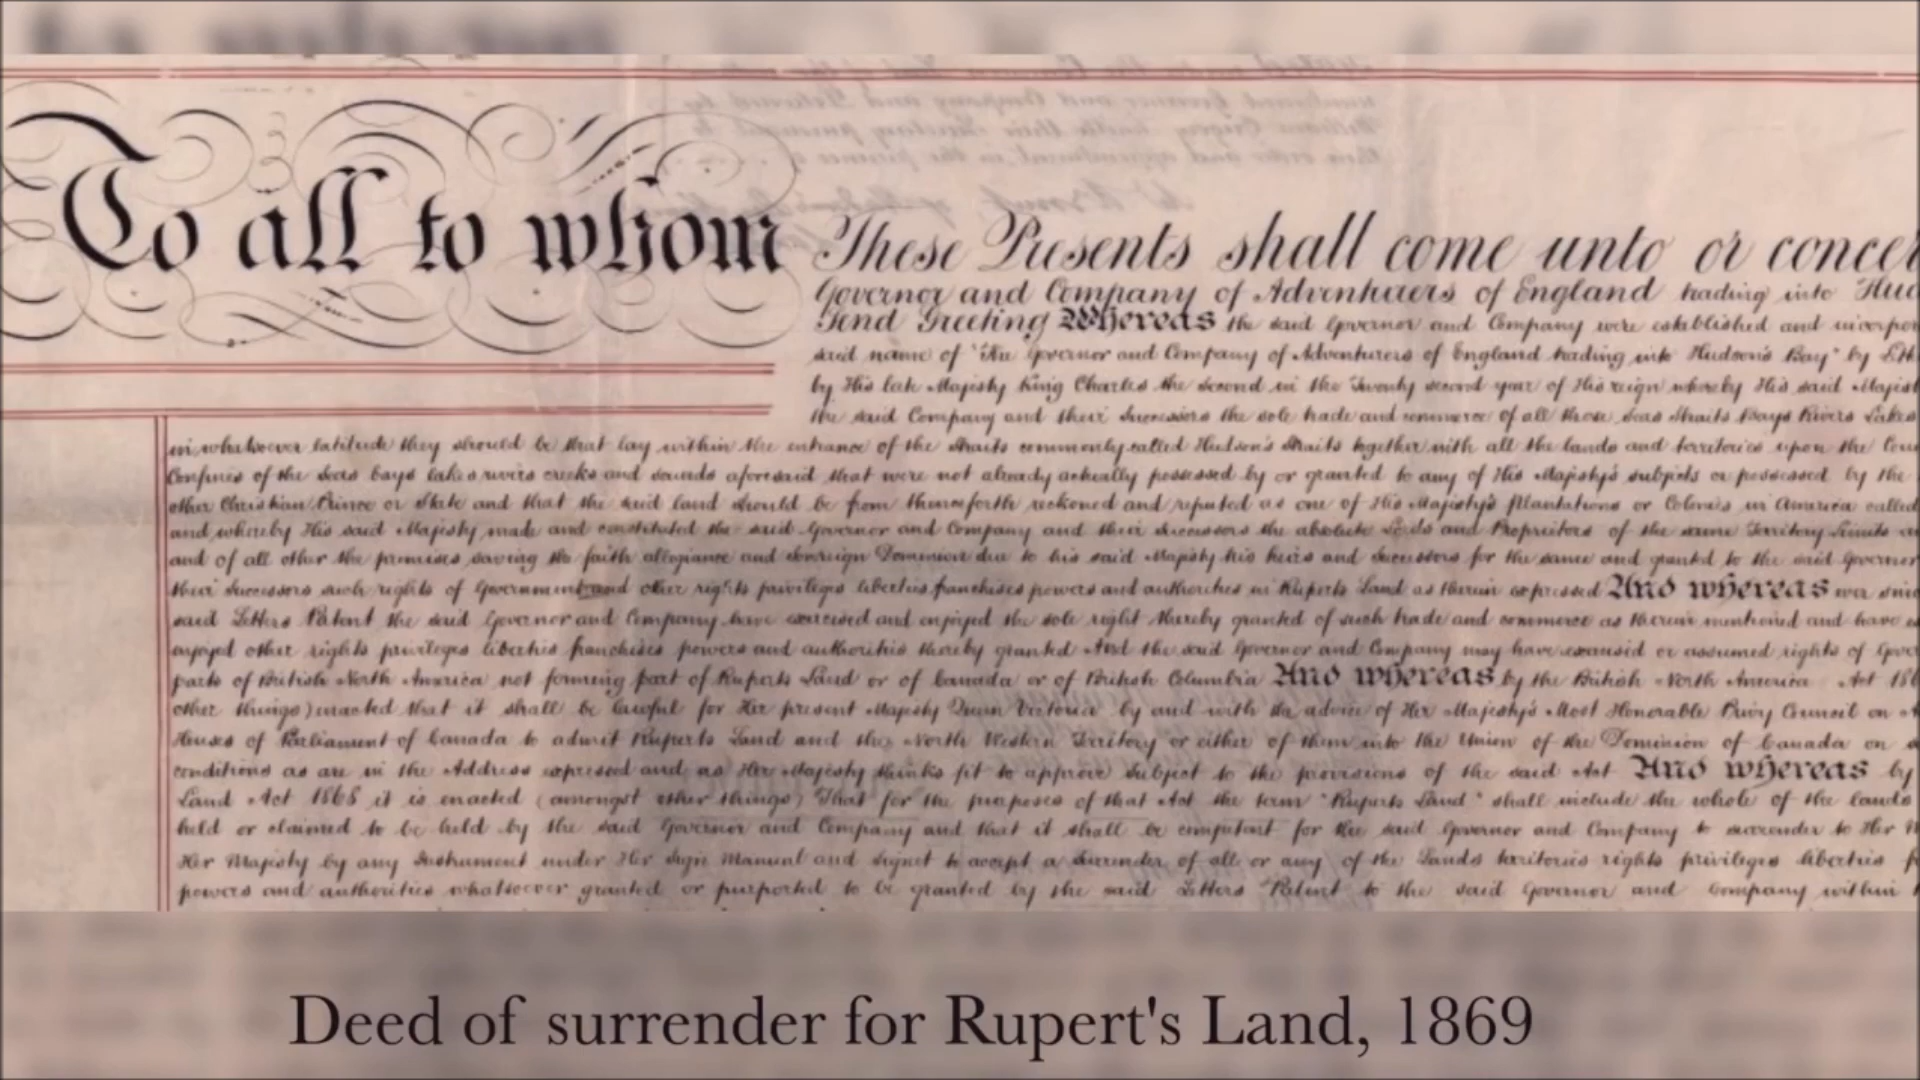 To all to whom These Presents shall come unto or concer
Governor and Company of Adventurers of England trading into Hud
Send Greeting Whereas the said Governor and Company were established and incorpor
said name of "The Governor and Company of Adventurers of England trading into Hudson's Bay" by
by His late Majesty King Charles the Second in the Twenty second year of His reign whereby His said Majest
the said Company and their Successors the sole trade and commerce of all those Seas Straits Bays Rivers Lakes
in whatsoever latitude they should be that lay within the entrance of the Straits commonly called Hudson's Straits together with all the lands and territories upon the
Confines of the Seas bays lakes rivers creeks and sounds aforesaid that were not already actually possessed by or granted to any of His Majesty's subjects or possessed by the
other Christian Prince or State and that the said land should be from thenceforth reckoned and reputed as one of His Majesty's Plantations or Colonies in America called
and whereby His said Majesty made and constituted the said Governor and Company and their successors the absolute Lords and Proprietors of the same Territory Limits
and of all other the premises saving the faith allegiance and sovereign Dominion due to his said Majesty his heirs and Successors for the same and granted to the said Governor
their Successors such rights of Government and other rights privileges liberties franchises powers and authorities in Ruperts Land as therein expressed And whereas ever sinc
said Letters Patent the said Governor and Company have exercised and enjoyed the sole right thereby granted of such trade and commerce as therein mentioned and have
enjoyed other rights privileges liberties franchises powers and authorities thereby granted And the said Governor and Company may have exercised or assumed rights of Gove
parts of British North America not forming part of Ruperts Land or of Canada or of British Columbia And whereas by the British North America Act 186
other things) enacted that it shall be lawful for Her present Majesty Queen Victoria by and with the advice of Her Majesty's Most Honorable Privy Council on
Houses of Parliament of Canada to admit Ruperts Land and the North Western Territory or either of them into the Union of the Dominion of Canada on
conditions as are in the Address expressed and as Her Majesty thinks fit to approve subject to the provisions of the said Act And whereas by
Land Act 1868 it is enacted (amongst other things) That for the purposes of that Act the term "Ruperts Land" shall include the whole of the lands
held or claimed to be held by the said Governor and Company and that it shall be competent for the said Governor and Company to surrender to Her
Her Majesty by any Instrument under Her Sign Manual and Signet to accept a Surrender of all or any of the Lands territories rights privileges liberties
powers and authorities whatsoever granted or purported to be granted by the said Letters Patent to the said Governor and Company within
Deed of surrender for Rupert's Land, 1869